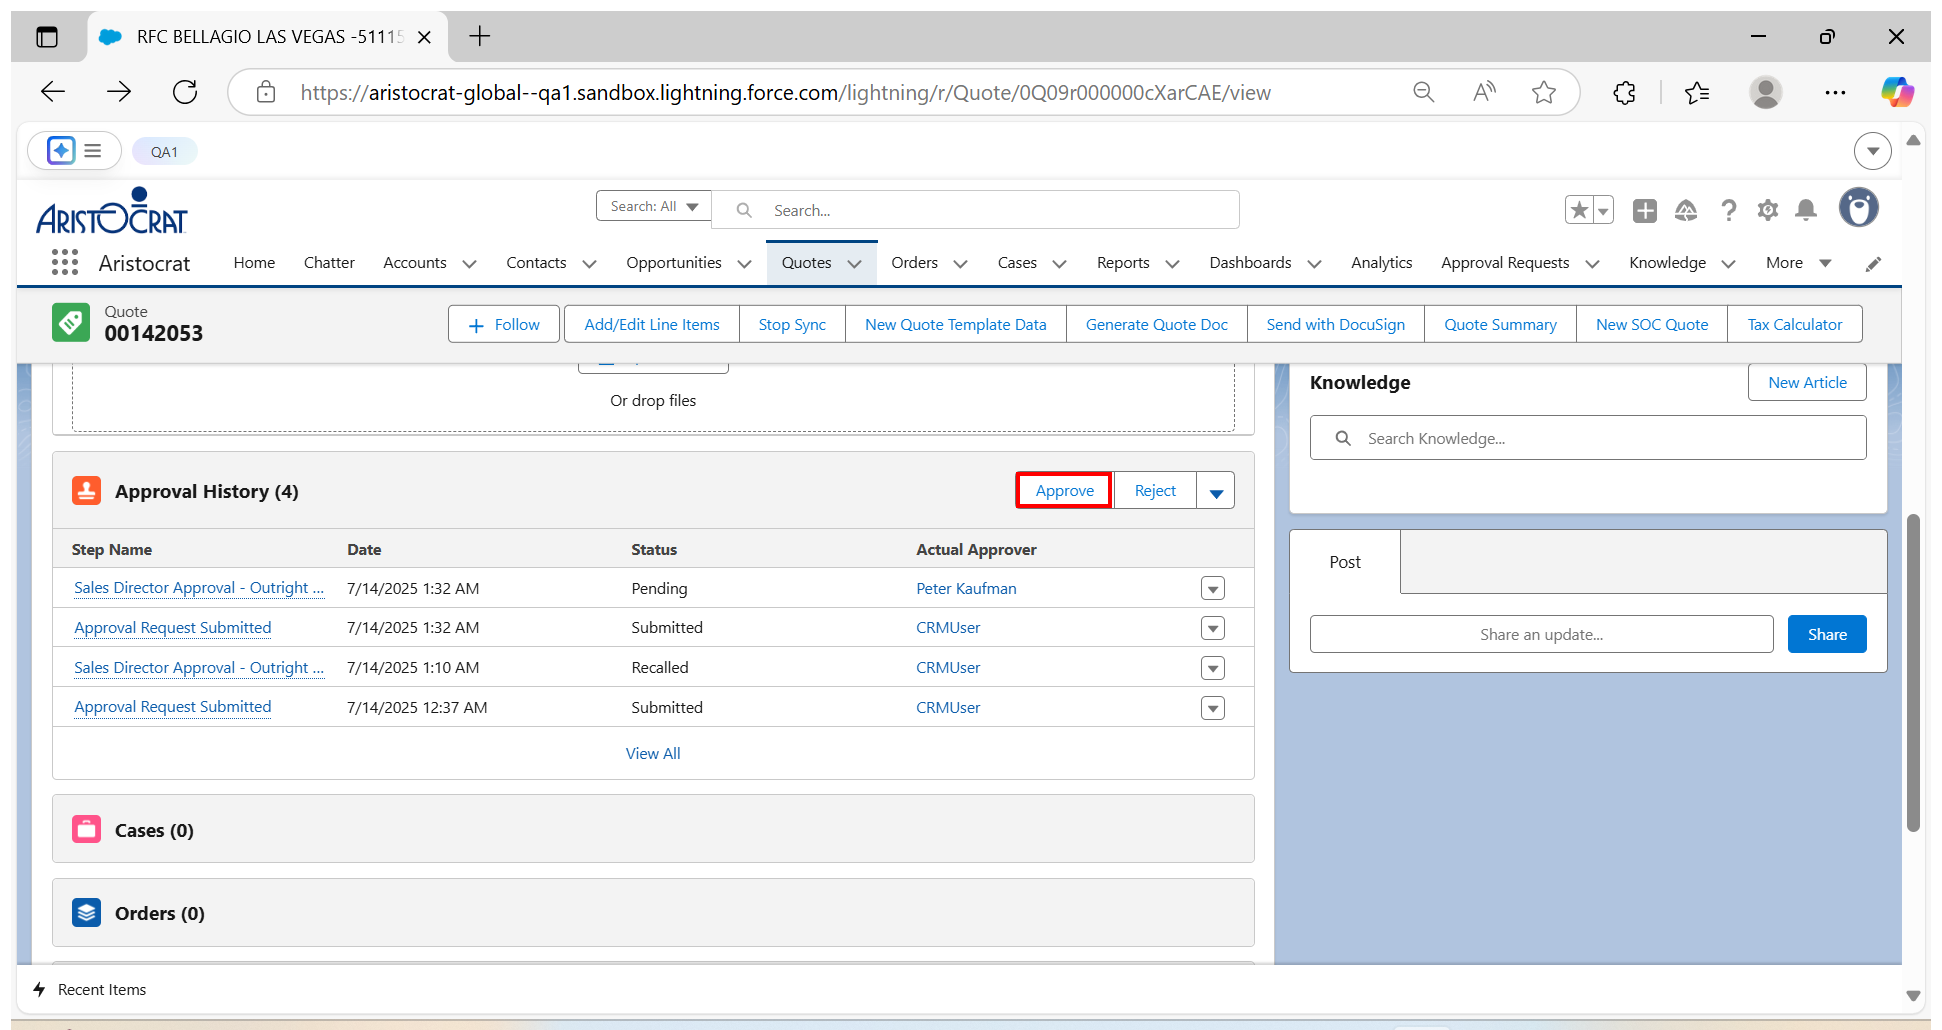 RFC BELLAGIO LAS VEGAS -51115
https://aristocrat-global--qa1.sandbox.lightning.force.com/lightning/r/Quote/0Q09r000000cXarCAE/view
QA1
ARISTOCRAT
Search: All
Search...
Aristocrat
Home
Chatter
Accounts
Contacts
Opportunities
Quotes
Orders
Cases
Reports
Dashboards
Analytics
Approval Requests
Knowledge
More
Quote
00142053
Follow
Add/Edit Line Items
Stop Sync
New Quote Template Data
Generate Quote Doc
Send with DocuSign
Quote Summary
New SOC Quote
Tax Calculator
Or drop files
Knowledge
New Article
Search Knowledge...
Approval History (4)
Approve
Reject
Step Name Date Status Actual Approver
Sales Director Approval - Outright ... 7/14/2025 1:32 AM Pending Peter Kaufman
Approval Request Submitted 7/14/2025 1:32 AM Submitted CRMUser
Sales Director Approval - Outright ... 7/14/2025 1:10 AM Recalled CRMUser
Approval Request Submitted 7/14/2025 12:37 AM Submitted CRMUser
View All
Post
Share an update...
Share
Cases (0)
Orders (0)
Recent Items